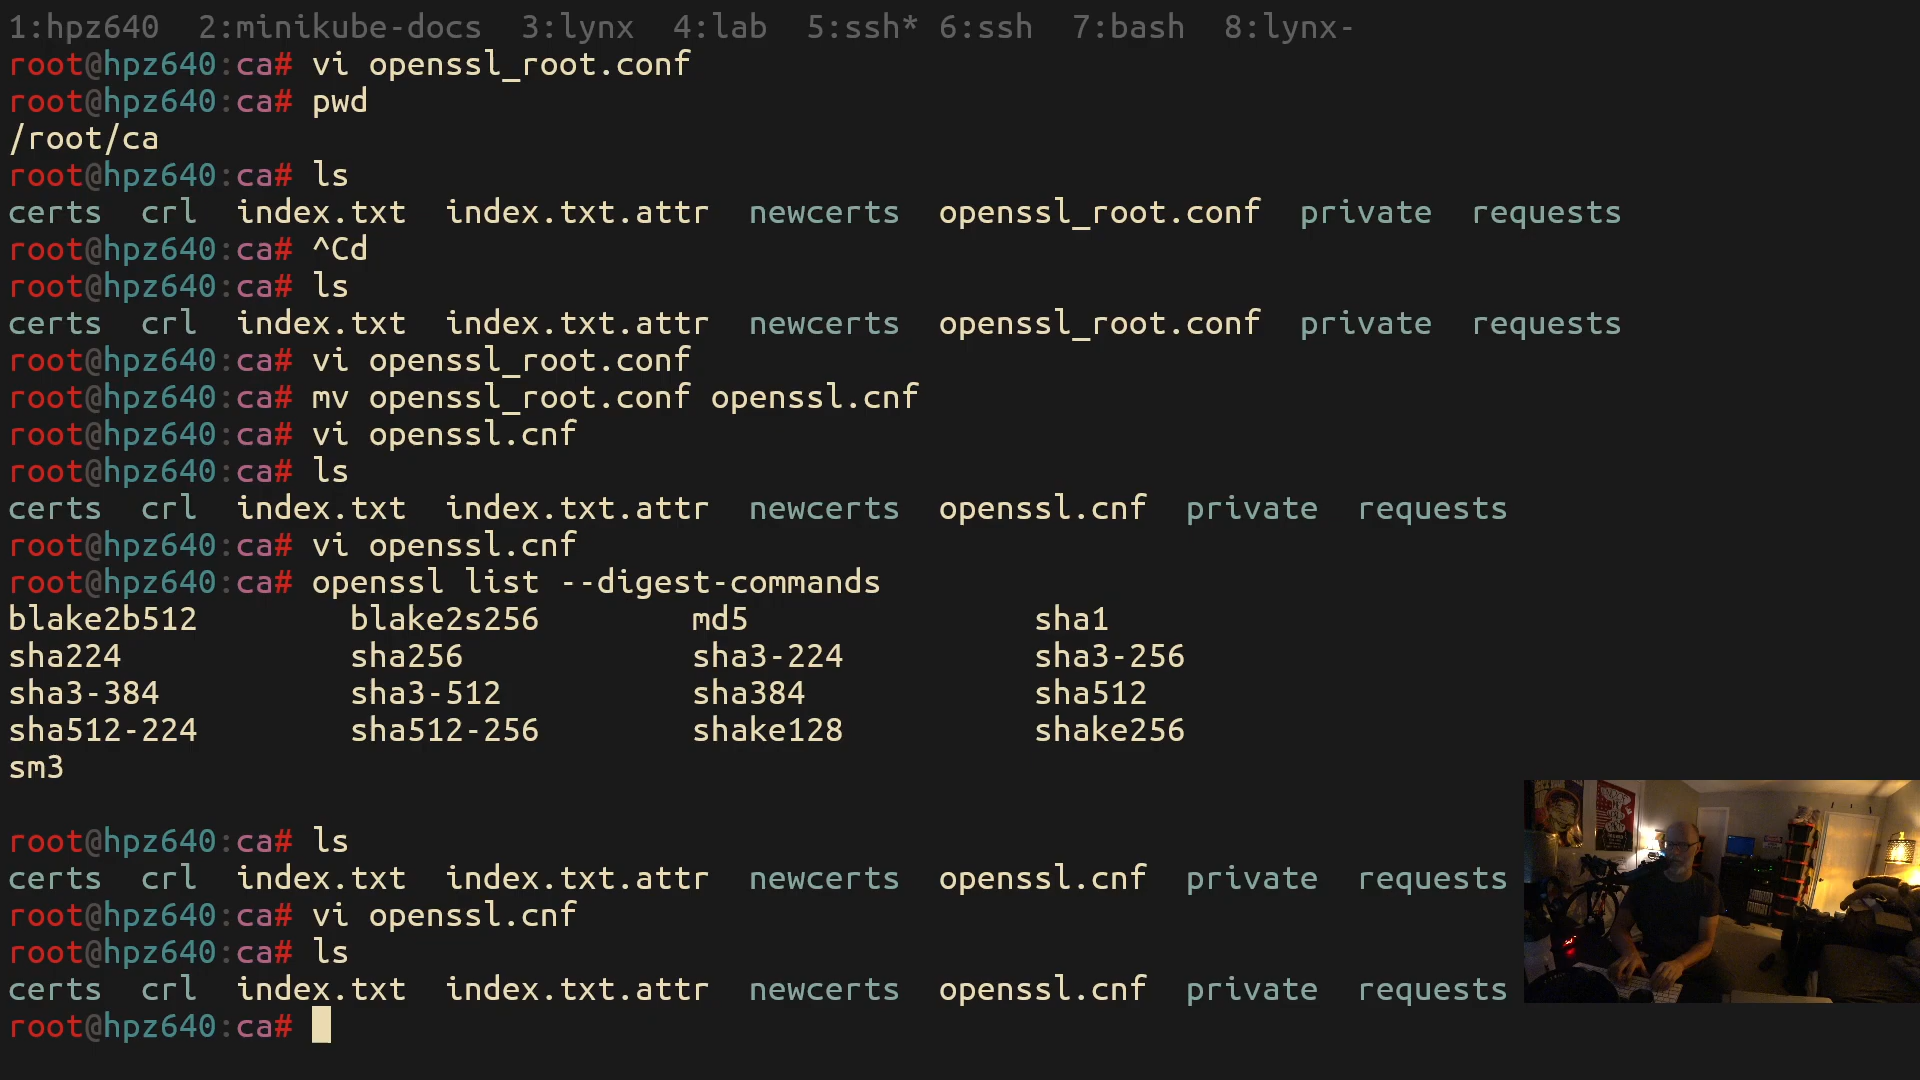 1:hpz640  2:minikube-docs  3:lynx  4:lab  5:ssh* 6:ssh  7:bash  8:lynx-
root@hpz640:ca# vi openssl_root.conf
root@hpz640:ca# pwd
/root/ca
root@hpz640:ca# ls
certs  crl  index.txt  index.txt.attr  newcerts  openssl_root.conf  private  requests
root@hpz640:ca# ^Cd
root@hpz640:ca# ls
certs  crl  index.txt  index.txt.attr  newcerts  openssl_root.conf  private  requests
root@hpz640:ca# vi openssl_root.conf
root@hpz640:ca# mv openssl_root.conf openssl.cnf
root@hpz640:ca# vi openssl.cnf
root@hpz640:ca# ls
certs  crl  index.txt  index.txt.attr  newcerts  openssl.cnf  private  requests
root@hpz640:ca# vi openssl.cnf
root@hpz640:ca# openssl list --digest-commands
blake2b512        blake2s256        md5               sha1
sha224            sha256            sha3-224          sha3-256
sha3-384          sha3-512          sha384            sha512
sha512-224        sha512-256        shake128          shake256
sm3
root@hpz640:ca# ls
certs  crl  index.txt  index.txt.attr  newcerts  openssl.cnf  private  requests
root@hpz640:ca# vi openssl.cnf
root@hpz640:ca# ls
certs  crl  index.txt  index.txt.attr  newcerts  openssl.cnf  private  requests
root@hpz640:ca#